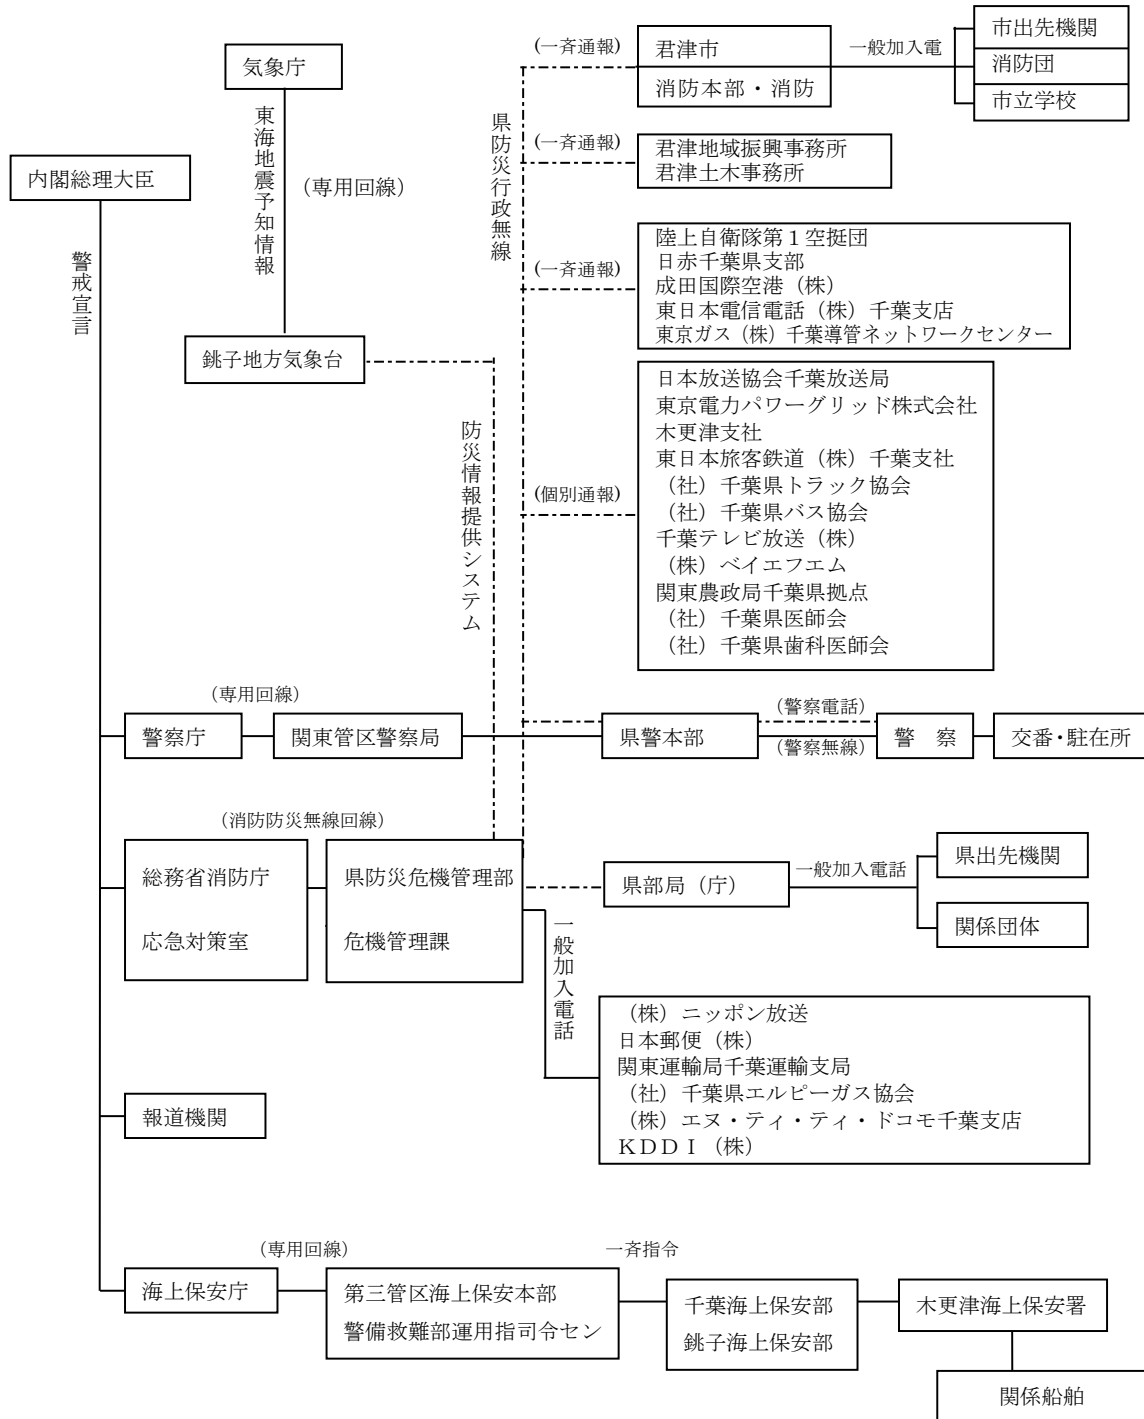 気象庁
東海地震予知情報
(専用回線)
内閣総理大臣
警戒宣言
銚子地方気象台
防災情報提供システム
県防災行政無線
(一斉通報)
君津市
消防本部・消防
一般加入電
市出先機関
消防団
市立学校
(一斉通報)
君津地域振興事務所
君津土木事務所
(一斉通報)
陸上自衛隊第1空挺団
日赤千葉県支部
成田国際空港(株)
東日本電信電話(株)千葉支店
東京ガス(株)千葉導管ネットワークセンター
(個別通報)
日本放送協会千葉放送局
東京電力パワーグリッド株式会社
木更津支社
東日本旅客鉄道(株)千葉支社
(社)千葉県トラック協会
(社)千葉県バス協会
千葉テレビ放送(株)
(株)ベイエフエム
関東農政局千葉県拠点
(社)千葉県医師会
(社)千葉県歯科医師会
(専用回線)
警察庁
関東管区警察局
県警本部
(警察電話)
(警察無線)
警 察
交番・駐在所
(消防防災無線回線)
総務省消防庁
応急対策室
県防災危機管理部
危機管理課
県部局(庁)
一般加入電話
県出先機関
関係団体
一般加入電話
(株)ニッポン放送
日本郵便(株)
関東運輸局千葉運輸支局
(社)千葉県エルピーガス協会
(株)エヌ・ティ・ティ・ドコモ千葉支店
KDDI(株)
報道機関
(専用回線)
海上保安庁
第三管区海上保安本部
警備救難部運用指司令セン
一斉指令
千葉海上保安部
銚子海上保安部
木更津海上保安署
関係船舶